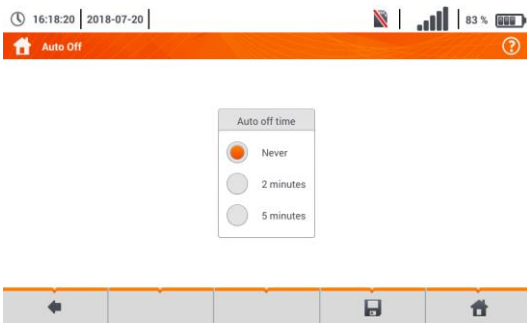 16:18:20 2018-07-20 83 %
Auto Off ?
Auto off time
Never
2 minutes
5 minutes